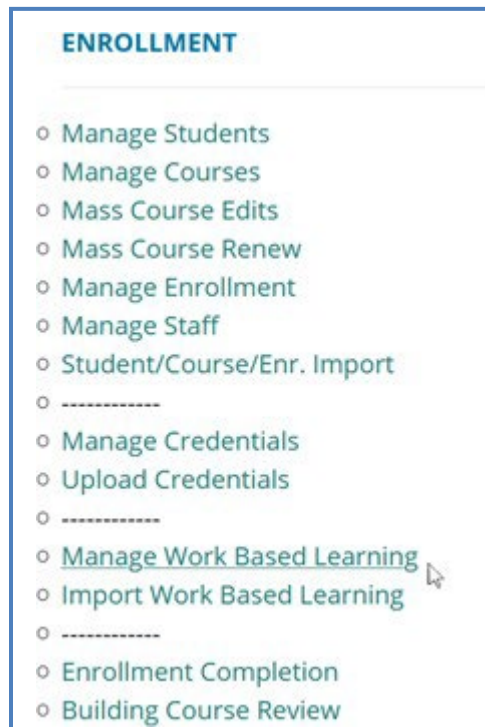 ENROLLMENT
Manage Students
Manage Courses
Mass Course Edits
Mass Course Renew
Manage Enrollment
Manage Staff
Student/Course/Enr. Import
------------
Manage Credentials
Upload Credentials
------------
Manage Work Based Learning
Import Work Based Learning
------------
Enrollment Completion
Building Course Review